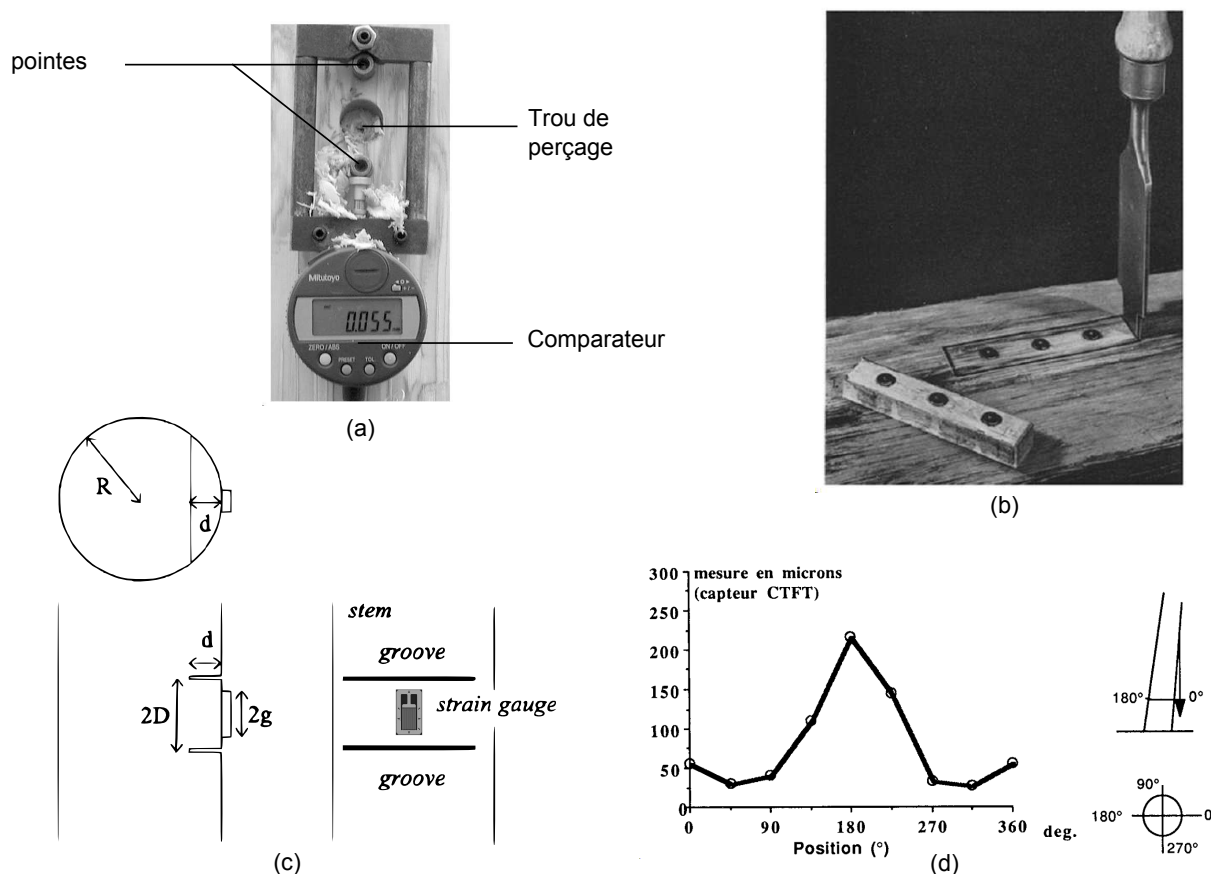 pointes
Trou de
perçage
Mitutoyo
0.055
ZERO/ABS
PRESET
TOL
ON/OFF
Comparateur
(a)
(b)
R
d
d
2D
2g
stem
groove
strain gauge
groove
(c)
mesure en microns
(capteur CTFT)
300
250
200
150
100
50
0
0
90
180
270
360
deg.
Position (°)
(d)
180°
0°
90°
180°
0
270°